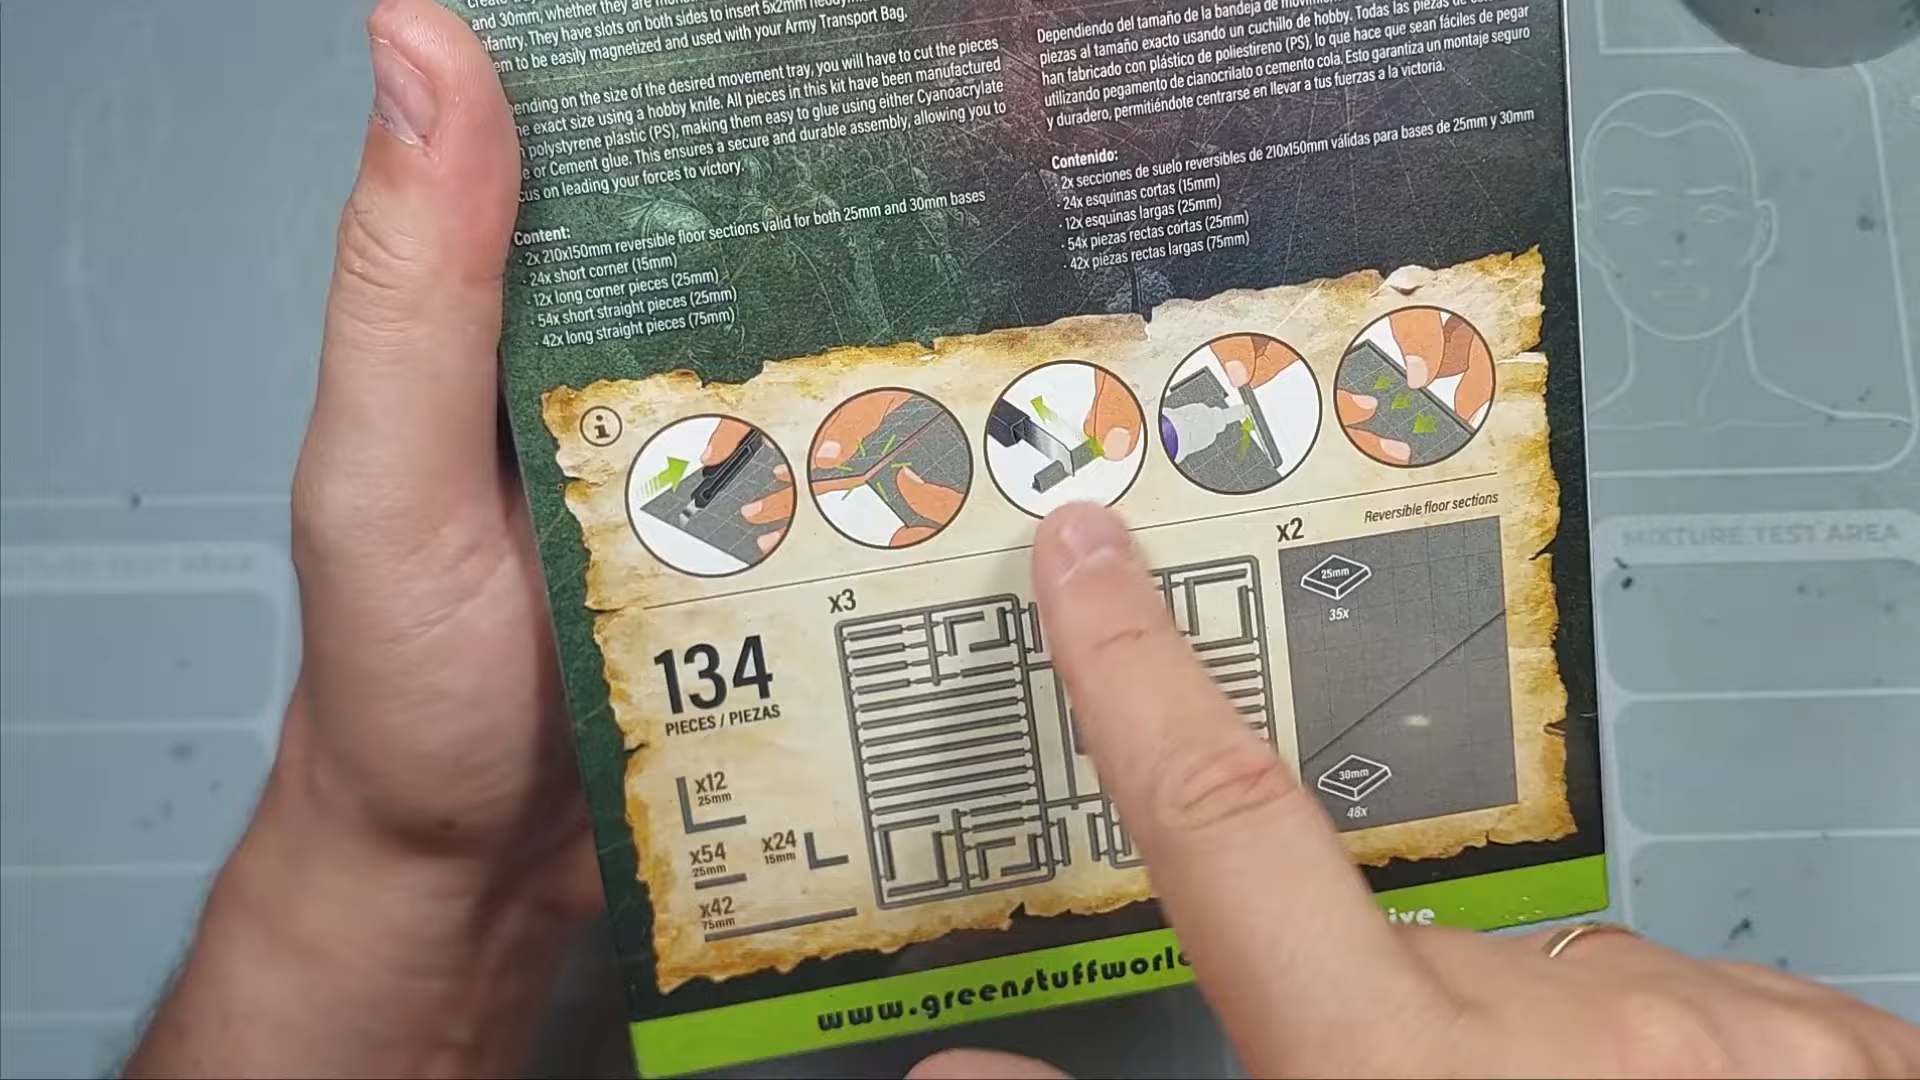 and 30mm, whether they are
nfantry. They have slots on both sides to insert 5x2mm
em to be easily magnetized and used with your Army Transport Bag.
ending on the size of the desired movement tray, you will have to cut the pieces
e exact size using a hobby knife. All pieces in this kit have been manufactured
polystyrene plastic (PS), making them easy to glue using either Cyanoacrylate
e or Cement glue. This ensures a secure and durable assembly, allowing you to
cus on leading your forces to victory.
Content:
· 2x 210x150mm reversible floor sections valid for both 25mm and 30mm bases
· 24x short corner (15mm)
· 12x long corner pieces (25mm)
· 54x short straight pieces (25mm)
· 42x long straight pieces (75mm)
Dependiendo del tamaño de la bandeja de
piezas al tamaño exacto usando un cuchillo de hobby. Todas las piezas de
han fabricado con plástico de poliestireno (PS), lo que hace que sean fáciles de pegar
utilizando pegamento de cianocrilato o cemento cola. Esto garantiza un montaje seguro
y duradero, permitiéndote centrarse en llevar a tus fuerzas a la victoria.
Contenido:
· 2x secciones de suelo reversibles de 210x150mm válidas para bases de 25mm y 30mm
· 24x esquinas cortas (15mm)
· 12x esquinas largas (25mm)
· 54x piezas rectas cortas (25mm)
· 42x piezas rectas largas (75mm)
i
134
PIECES / PIEZAS
x12
25mm
x54
25mm
x24
15mm
x42
75mm
x3
x2
Reversible floor sections
25mm
35x
30mm
48x
www.greenstuffworl
ive
MIXTURE TEST AREA
MIXTURE TEST AREA